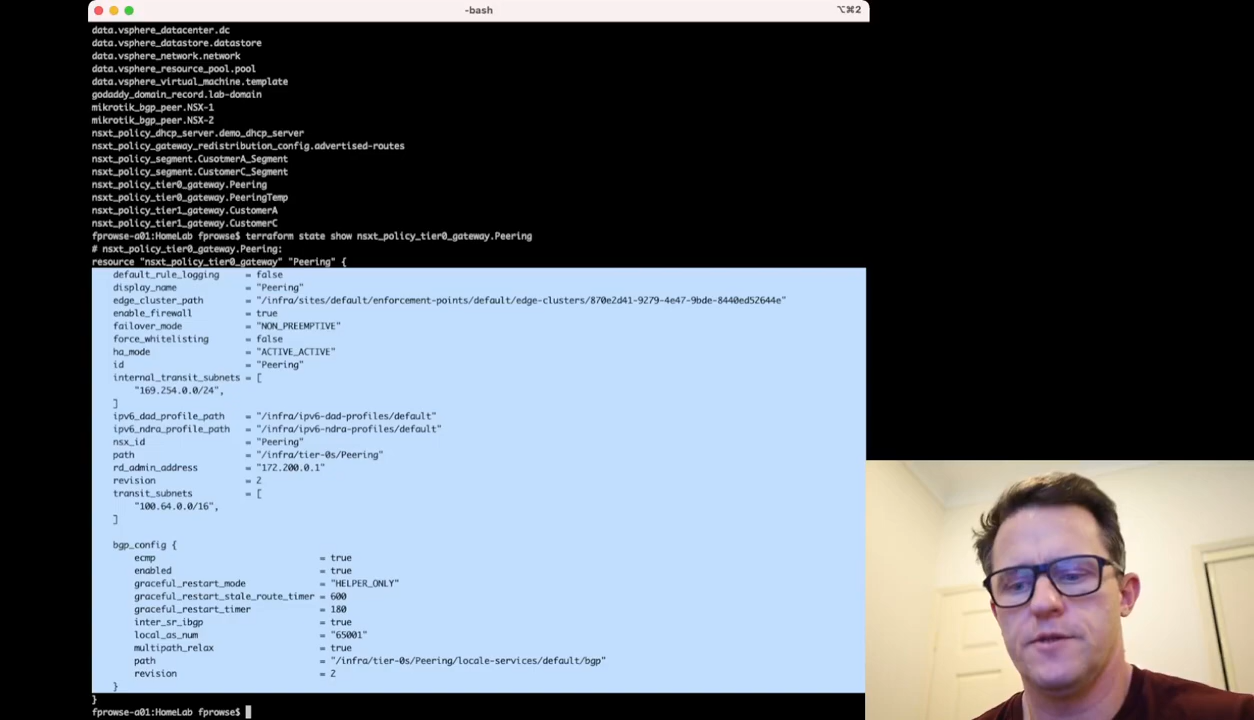 -bash
⌥⌘2
data.vsphere_datacenter.dc
data.vsphere_datastore.datastore
data.vsphere_network.network
data.vsphere_resource_pool.pool
data.vsphere_virtual_machine.template
godaddy_domain_record.lab-domain
mikrotik_bgp_peer.NSX-1
mikrotik_bgp_peer.NSX-2
nsxt_policy_dhcp_server.demo_dhcp_server
nsxt_policy_gateway_redistribution_config.advertised-routes
nsxt_policy_segment.CusotmerA_Segment
nsxt_policy_segment.CustomerC_Segment
nsxt_policy_tier0_gateway.Peering
nsxt_policy_tier0_gateway.PeeringTemp
nsxt_policy_tier1_gateway.CustomerA
nsxt_policy_tier1_gateway.CustomerC
fprowse-a01:HomeLab fprowse$ terraform state show nsxt_policy_tier0_gateway.Peering
# nsxt_policy_tier0_gateway.Peering:
resource "nsxt_policy_tier0_gateway" "Peering" {
default_rule_logging = false
display_name = "Peering"
edge_cluster_path = "/infra/sites/default/enforcement-points/default/edge-clusters/870e2d41-9279-4e47-9bde-8440ed52644e"
enable_firewall = true
failover_mode = "NON_PREEMPTIVE"
force_whitelisting = false
ha_mode = "ACTIVE_ACTIVE"
id = "Peering"
internal_transit_subnets = [
"169.254.0.0/24",
]
ipv6_dad_profile_path = "/infra/ipv6-dad-profiles/default"
ipv6_ndra_profile_path = "/infra/ipv6-ndra-profiles/default"
nsx_id = "Peering"
path = "/infra/tier-0s/Peering"
rd_admin_address = "172.200.0.1"
revision = 2
transit_subnets = [
"100.64.0.0/16",
]
bgp_config {
ecmp = true
enabled = true
graceful_restart_mode = "HELPER_ONLY"
graceful_restart_stale_route_timer = 600
graceful_restart_timer = 180
inter_sr_ibgp = true
local_as_num = "65001"
multipath_relax = true
path = "/infra/tier-0s/Peering/locale-services/default/bgp"
revision = 2
}
}
fprowse-a01:HomeLab fprowse$